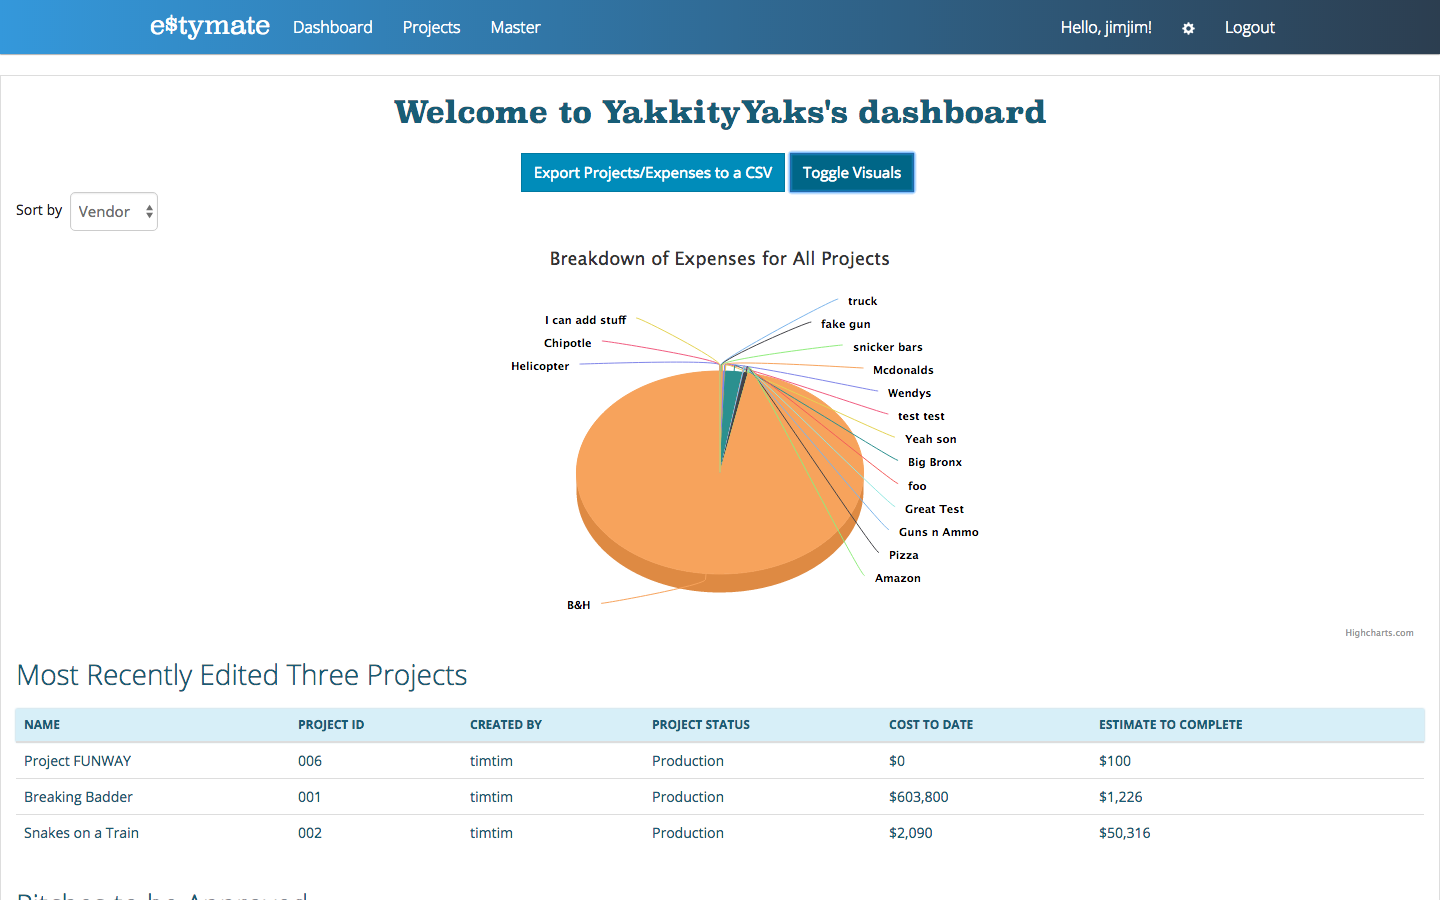 e$tymate Dashboard Projects Master Hello, jimjim! Logout
Welcome to YakkityYaks's dashboard
Export Projects/Expenses to a CSV Toggle Visuals
Sort by Vendor
Breakdown of Expenses for All Projects
truck
I can add stuff
fake gun
Chipotle
snicker bars
Helicopter
Mcdonalds
Wendys
test test
Yeah son
Big Bronx
foo
Great Test
Guns n Ammo
Pizza
Amazon
B&H
Highcharts.com
Most Recently Edited Three Projects
NAME PROJECT ID CREATED BY PROJECT STATUS COST TO DATE ESTIMATE TO COMPLETE
Project FUNWAY 006 timtim Production $0 $100
Breaking Badder 001 timtim Production $603,800 $1,226
Snakes on a Train 002 timtim Production $2,090 $50,316
Pitches to be Approved